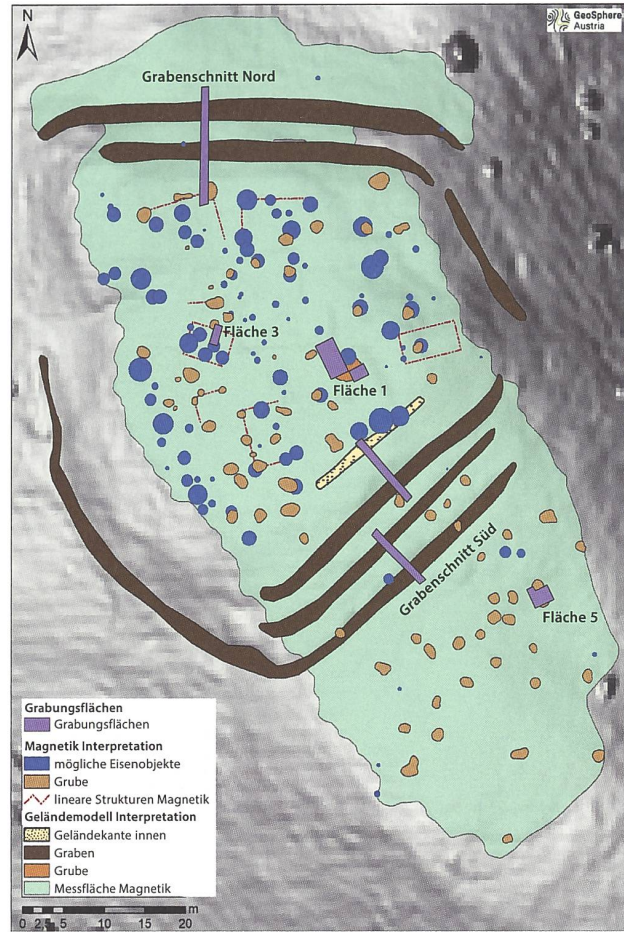 N
GeoSphere
Austria
Grabenschnitt Nord
Fläche 3
Fläche 1
Grabenschnitt Süd
Fläche 5
Grabungsflächen
Grabungsflächen
Magnetik Interpretation
mögliche Eisenobjekte
Grube
lineare Strukturen Magnetik
Geländemodell Interpretation
Geländekante innen
Graben
Grube
Messfläche Magnetik
m
0 2,5 5 10 15 20